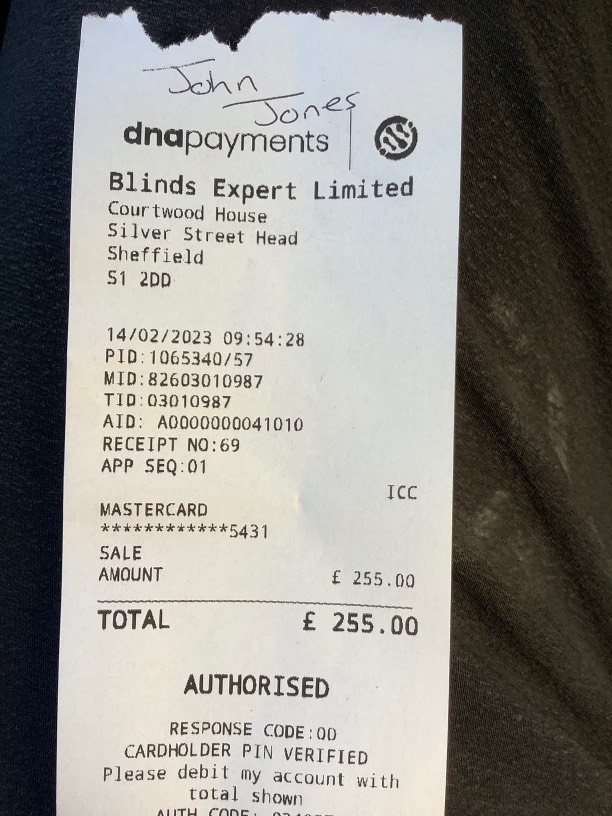 John
Jones
dnapayments
Blinds Expert Limited
Courtwood House
Silver Street Head
Sheffield
S1 2DD
14/02/2023 09:54:28
PID:1065340/57
MID:82603010987
TID:03010987
AID: A0000000041010
RECEIPT NO:69
APP SEQ:01
ICC
MASTERCARD
************5431
SALE
AMOUNT £ 255.00
TOTAL £ 255.00
AUTHORISED
RESPONSE CODE:00
CARDHOLDER PIN VERIFIED
Please debit my account with
total shown
AUTH CODE: